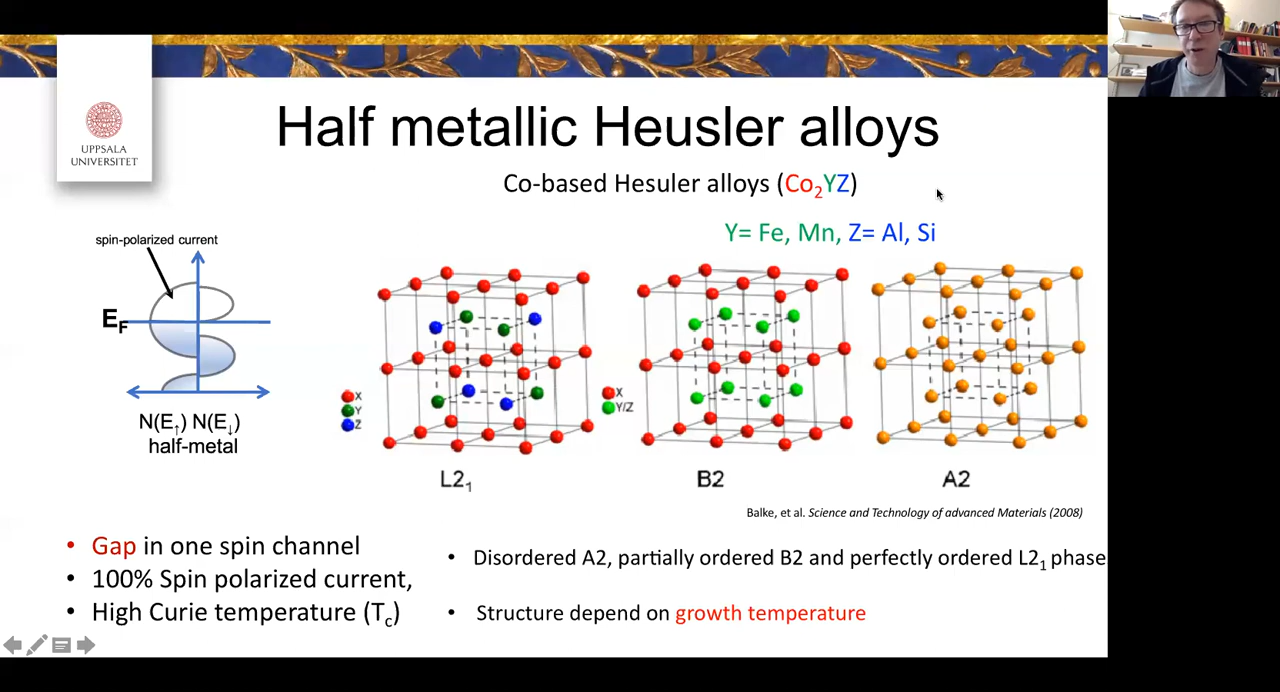 UPPSALA
UNIVERSITET
Half metallic Heusler alloys
Co-based Hesuler alloys (Co₂YZ)
Y= Fe, Mn, Z= Al, Si
spin-polarized current
E_F
N(E↑) N(E↓)
half-metal
X
Y
Z
X
Y/Z
L2₁
B2
A2
Balke, et al. Science and Technology of advanced Materials (2008)
• Gap in one spin channel
• 100% Spin polarized current,
• High Curie temperature (T_c)
• Disordered A2, partially ordered B2 and perfectly ordered L2₁ phase
• Structure depend on growth temperature